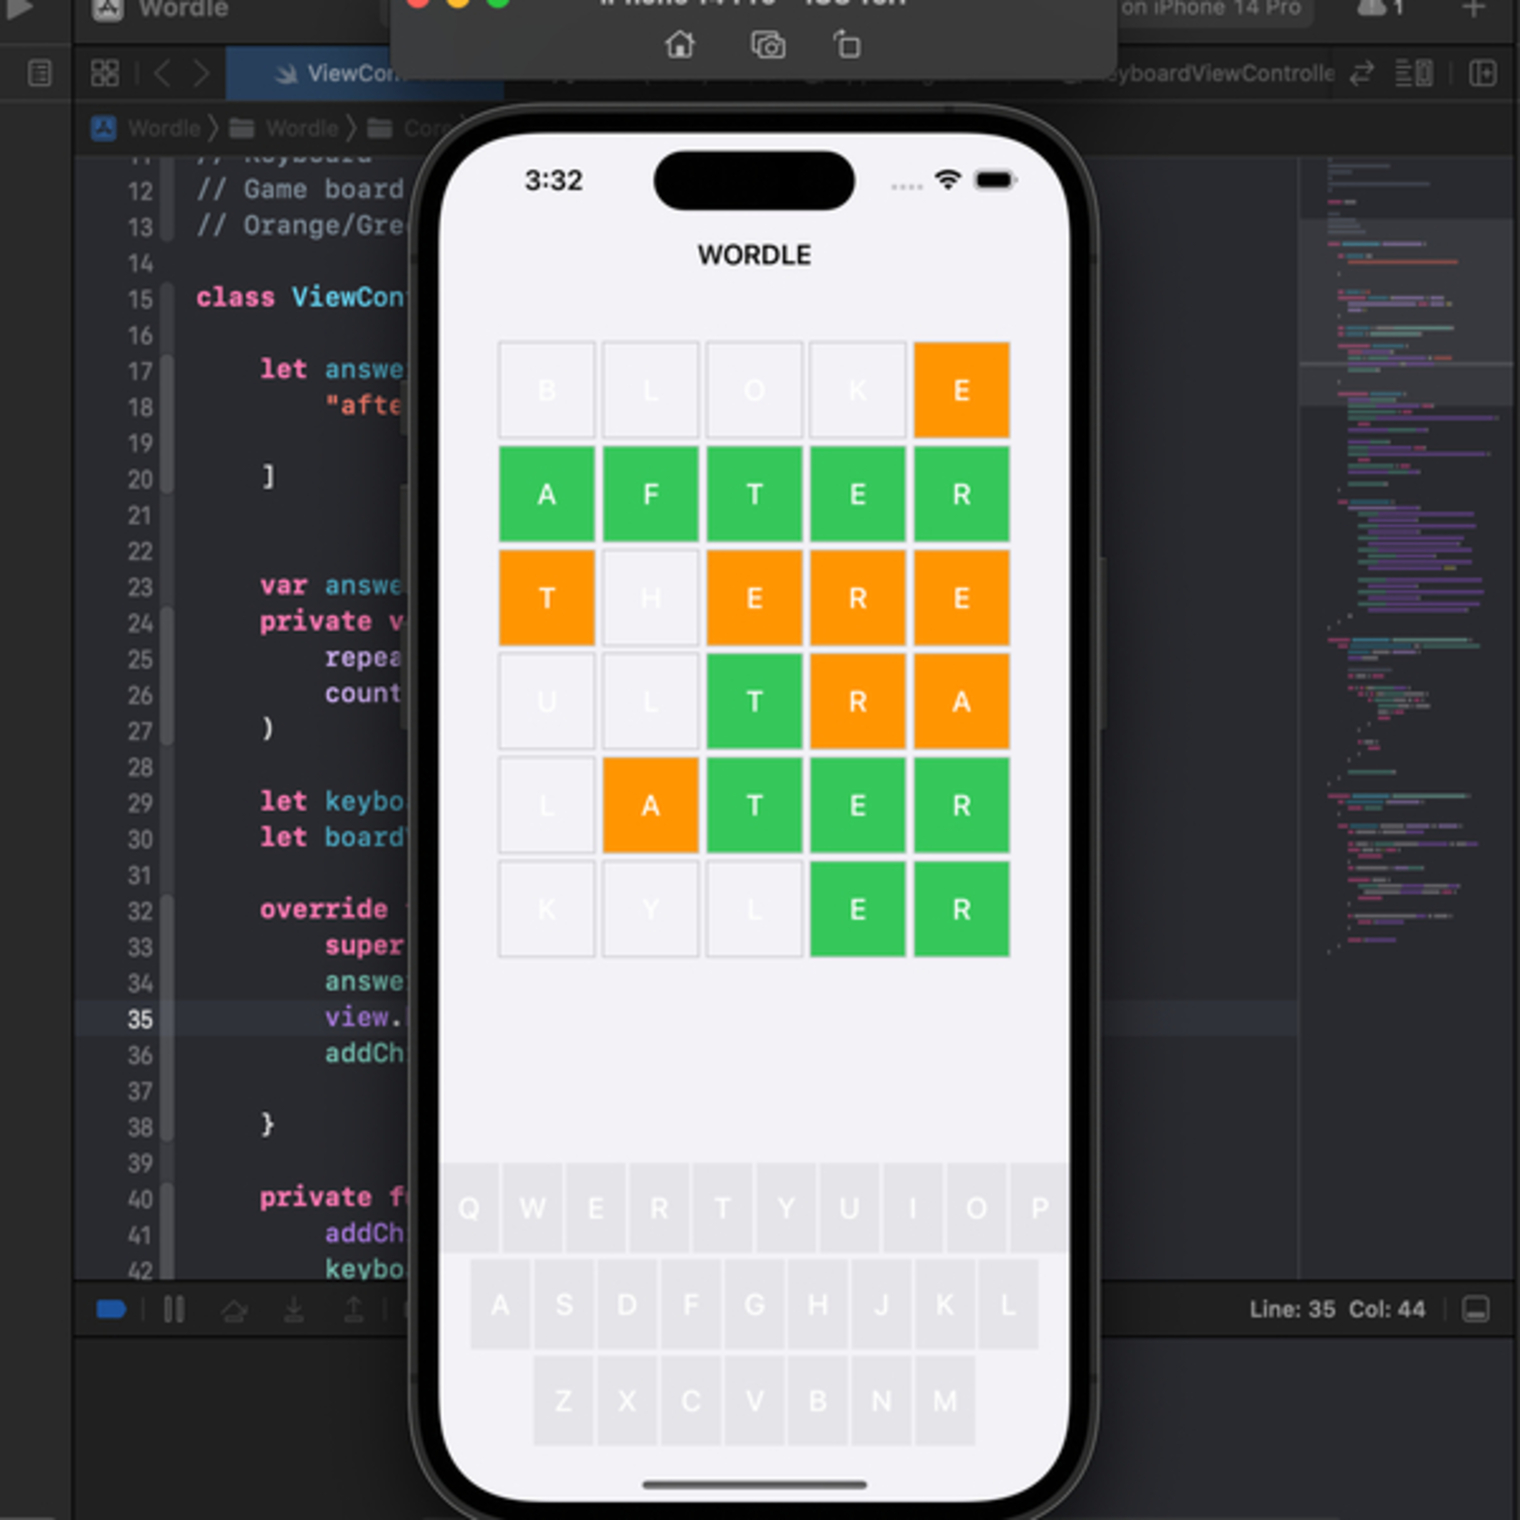 Wordle
on iPhone 14 Pro
1
ViewCon
yboardViewControlle
Wordle
Wordle
Core
// Keyboard
12 // Game board
13 // Orange/Gre
14
15 class ViewCon
16
17 let answe
18 "afte
19
20 ]
21
22
23 var answe
24 private v
25 repea
26 count
27 )
28
29 let keybo
30 let board
31
32 override
33 super
34 answe
35 view.
36 addCh
37
38 }
39
40 private f
41 addCh
42 keybo
Line: 35 Col: 44
3:32
WORDLE
B L O K E
A F T E R
T H E R E
U L T R A
L A T E R
K Y L E R
Q W E R T Y U I O P
A S D F G H J K L
Z X C V B N M